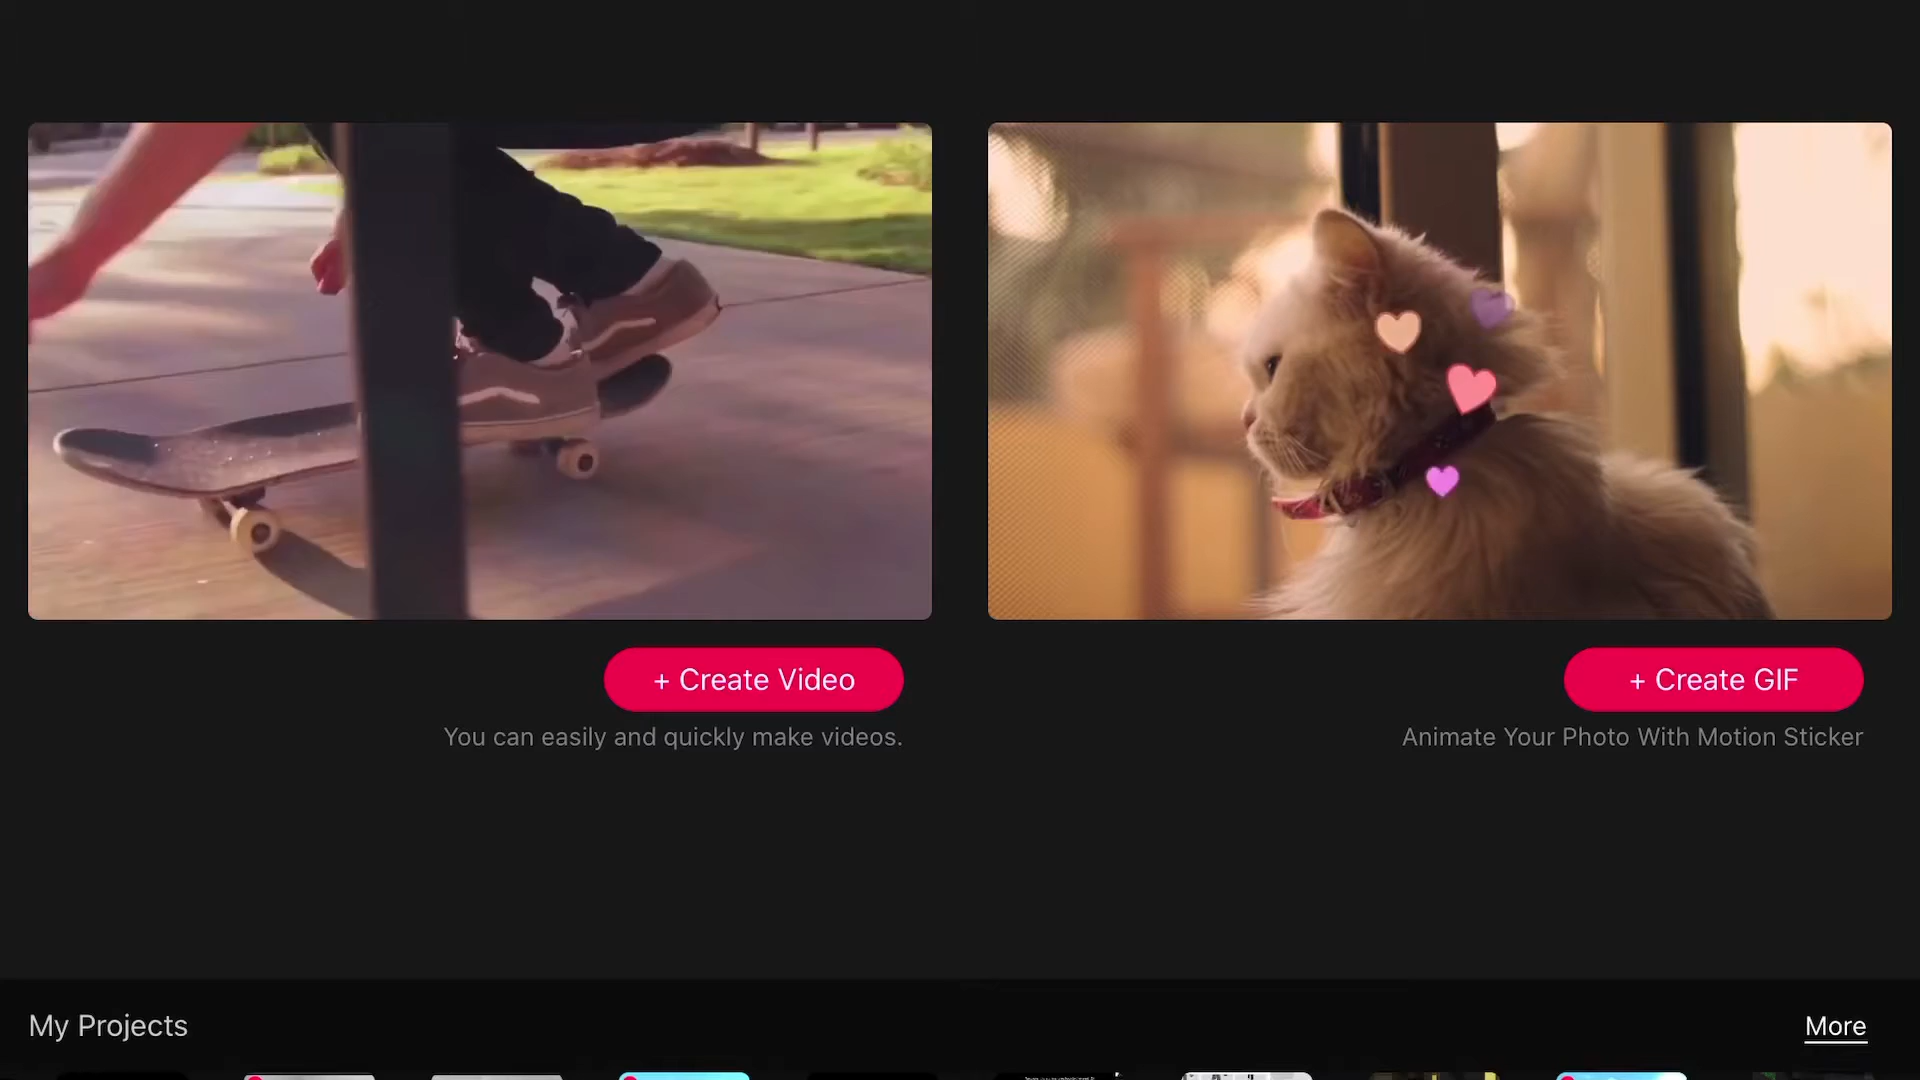 + Create Video
You can easily and quickly make videos.
+ Create GIF
Animate Your Photo With Motion Sticker
My Projects
More